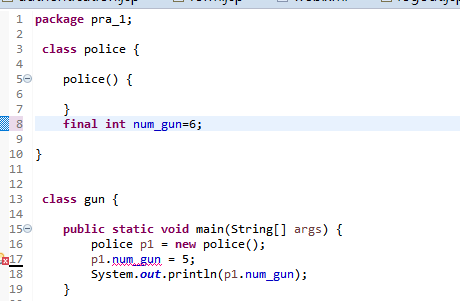 1 package pra_1;
2
3 class police {
4
5 police() {
6
7 }
8 final int num_gun=6;
9
10 }
11
12
13 class gun {
14
15 public static void main(String[] args) {
16 police p1 = new police();
17 p1.num_gun = 5;
18 System.out.println(p1.num_gun);
19 }